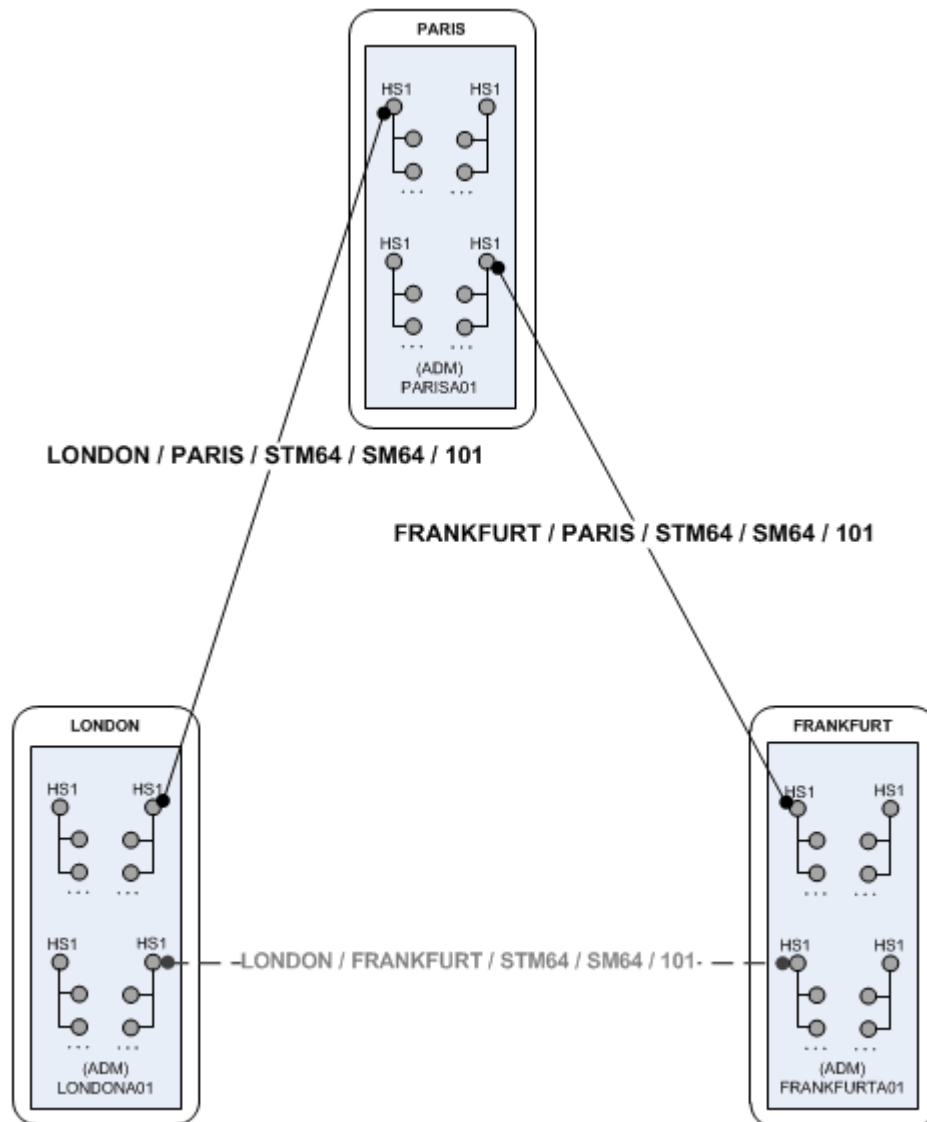 PARIS
HS1 HS1
... ...
HS1 HS1
... ...
(ADM)
PARISA01
LONDON / PARIS / STM64 / SM64 / 101
FRANKFURT / PARIS / STM64 / SM64 / 101
LONDON
HS1 HS1
... ...
HS1 HS1
... ...
(ADM)
LONDONA01
FRANKFURT
HS1 HS1
... ...
HS1 HS1
... ...
(ADM)
FRANKFURTA01
LONDON / FRANKFURT / STM64 / SM64 / 101